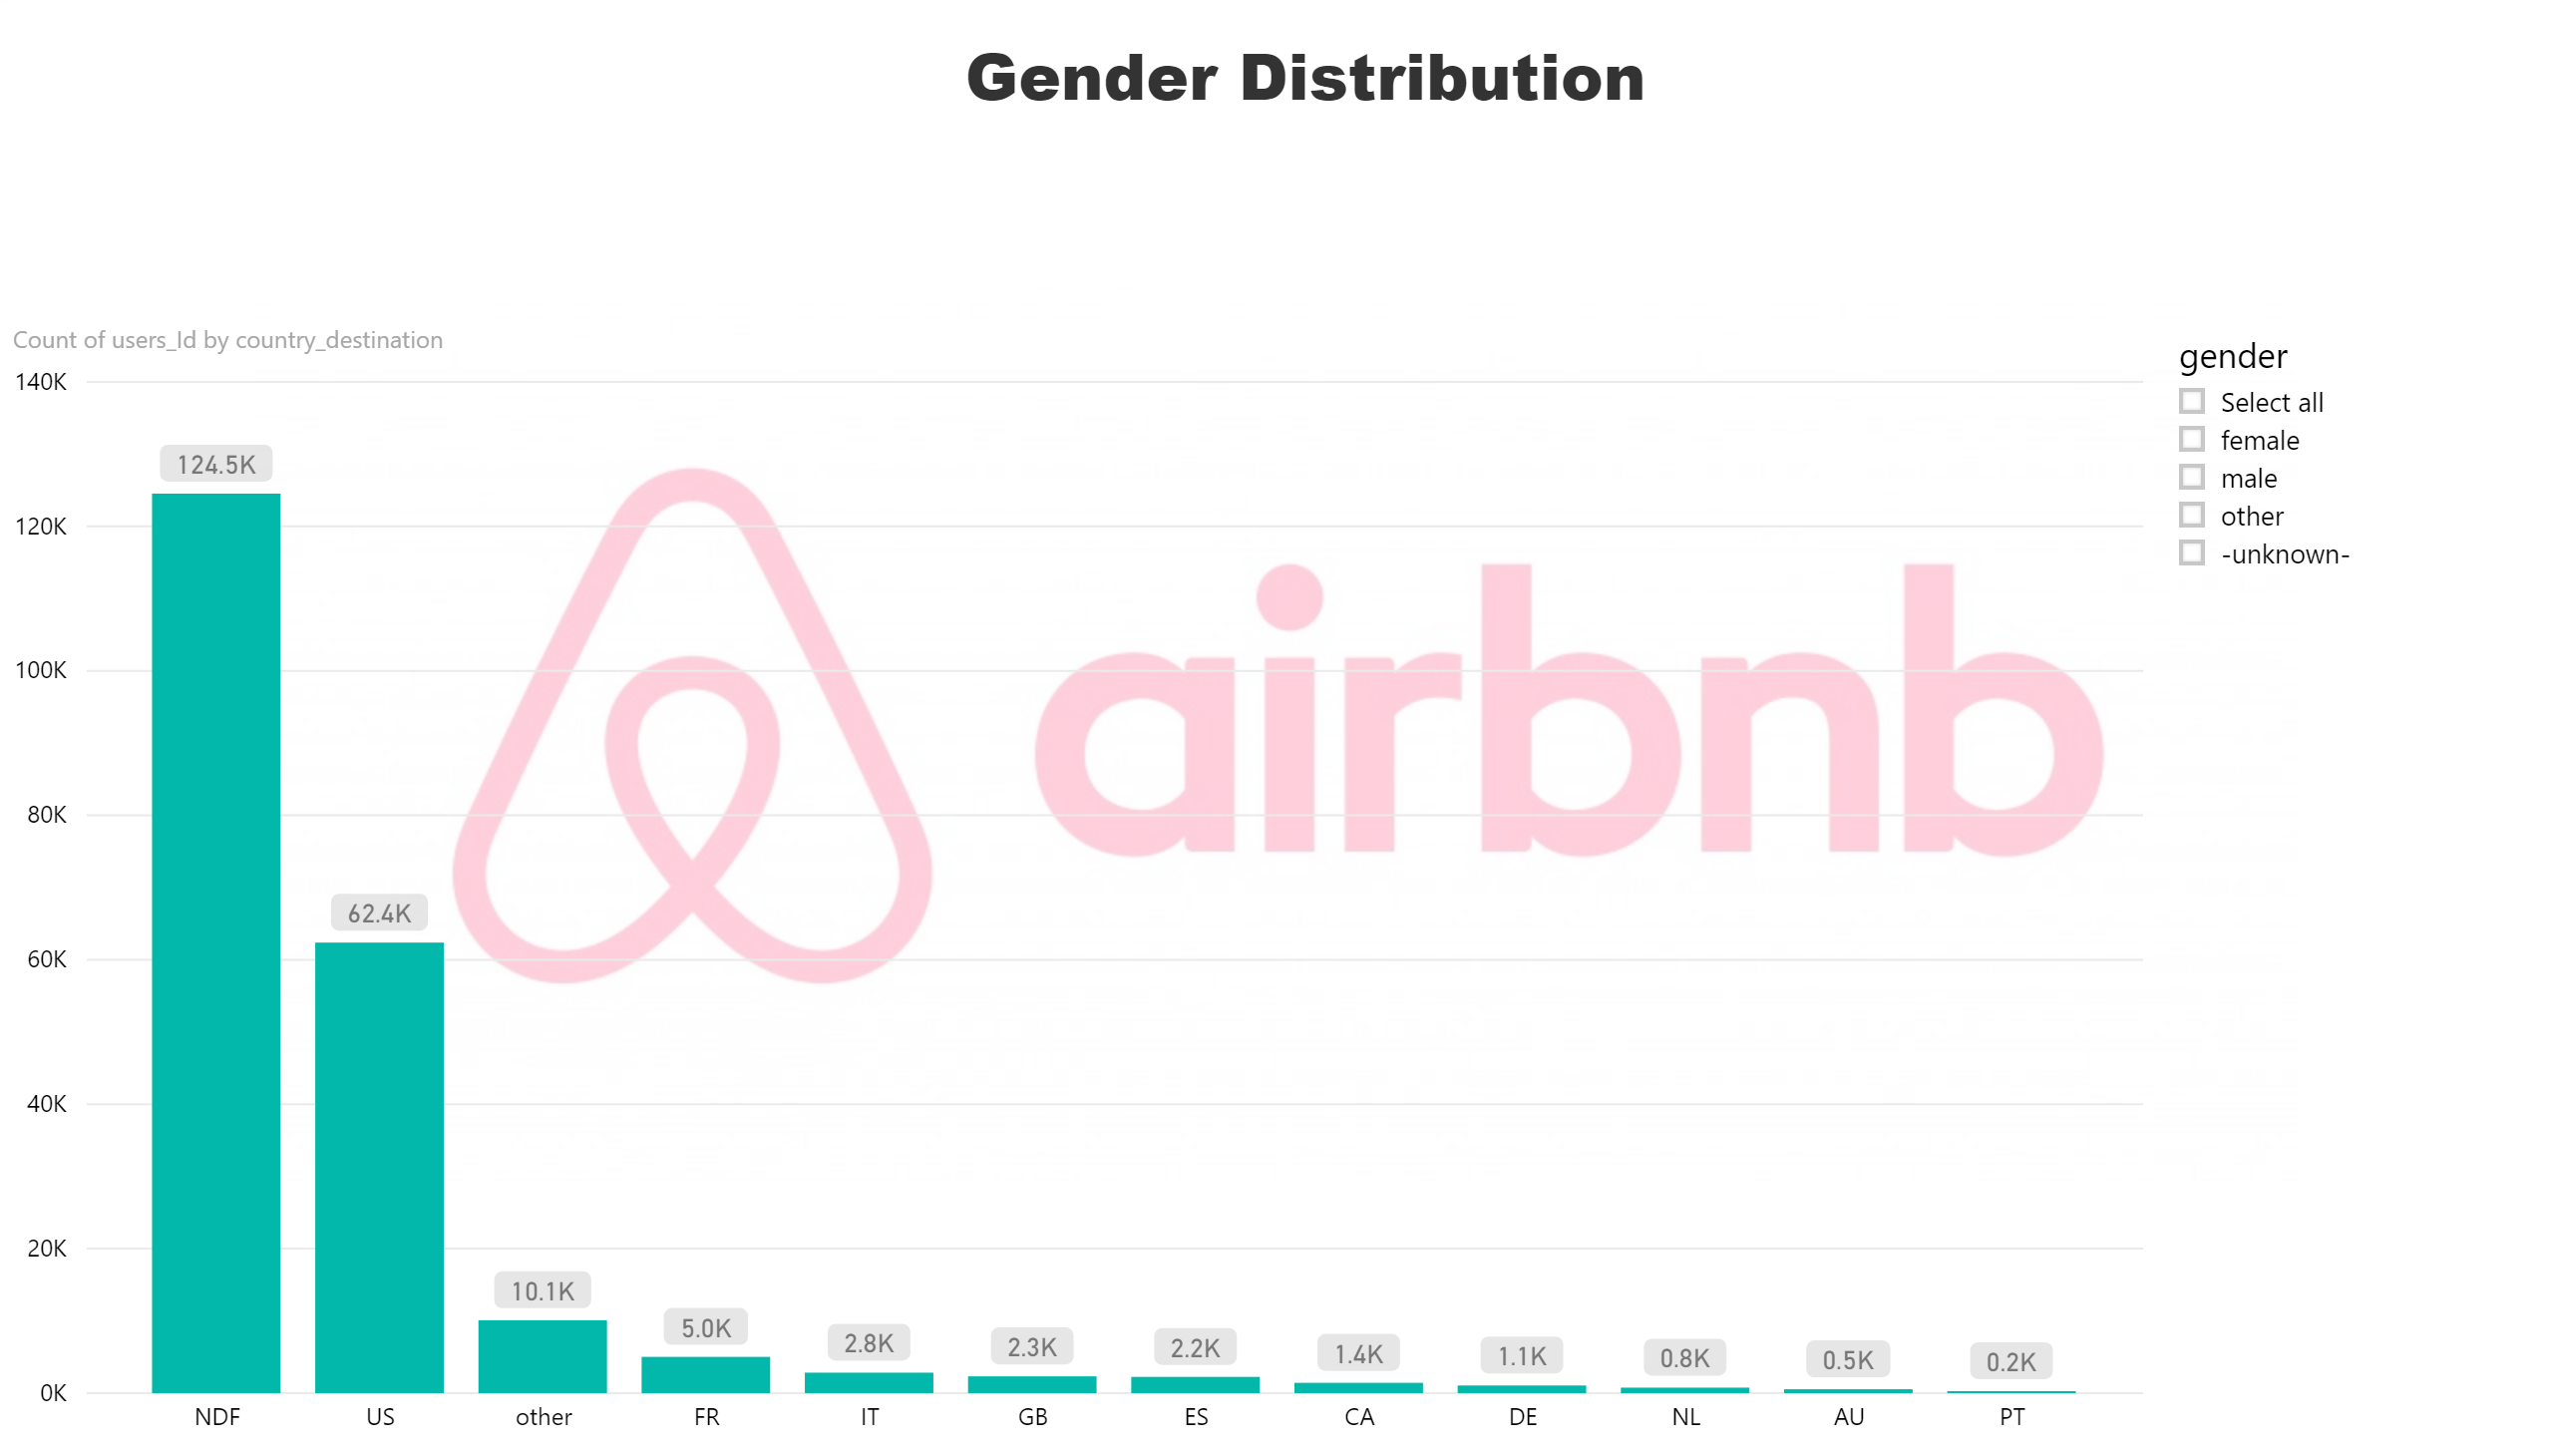 Gender Distribution
Count of users_Id by country_destination
140K
120K
100K
80K
60K
40K
20K
0K
124.5K
62.4K
10.1K
5.0K
2.8K
2.3K
2.2K
1.4K
1.1K
0.8K
0.5K
0.2K
NDF US other FR IT GB ES CA DE NL AU PT
airbnb
gender
Select all
female
male
other
-unknown-